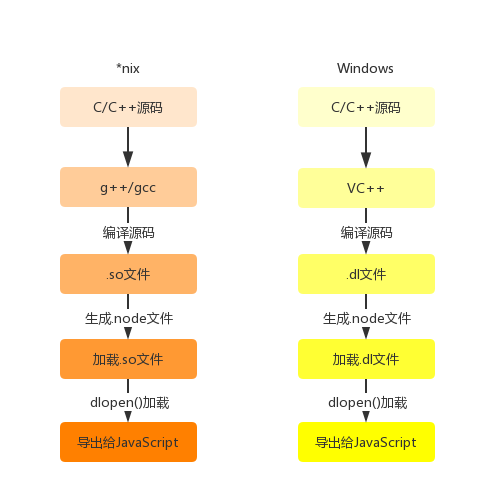 *nix
C/C++源码
g++/gcc
编译源码
.so文件
生成.node文件
加载.so文件
dlopen()加载
导出给JavaScript
Windows
C/C++源码
VC++
编译源码
.dl文件
生成.node文件
加载.dl文件
dlopen()加载
导出给JavaScript